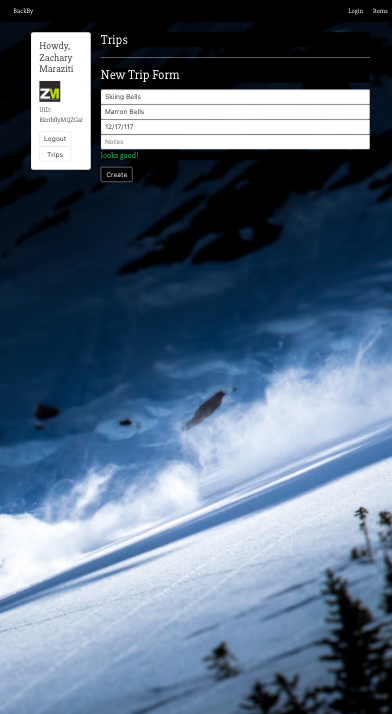 BackBy
Login Items
Howdy,
Zachary
Maraziti
ZM
UID:
Logout
Trips
Trips
New Trip Form
Skiing Bells
Marron Bells
12/17/117
Notes
looks good!
Create